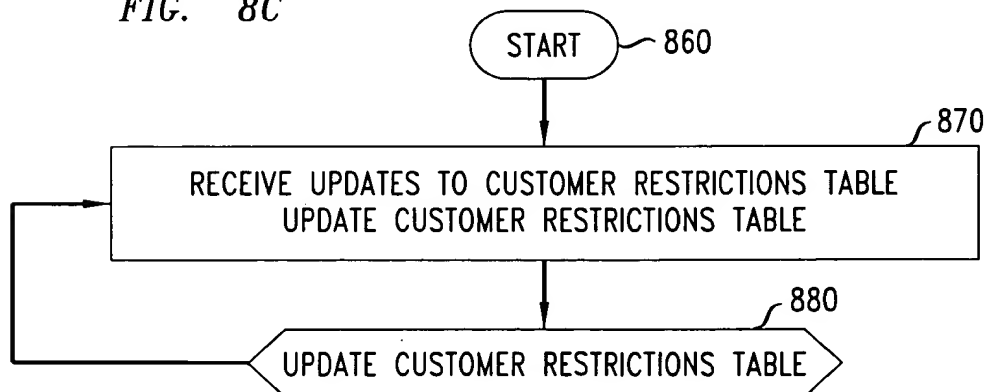 FIG. 8C
START
860
870
RECEIVE UPDATES TO CUSTOMER RESTRICTIONS TABLE
UPDATE CUSTOMER RESTRICTIONS TABLE
880
UPDATE CUSTOMER RESTRICTIONS TABLE